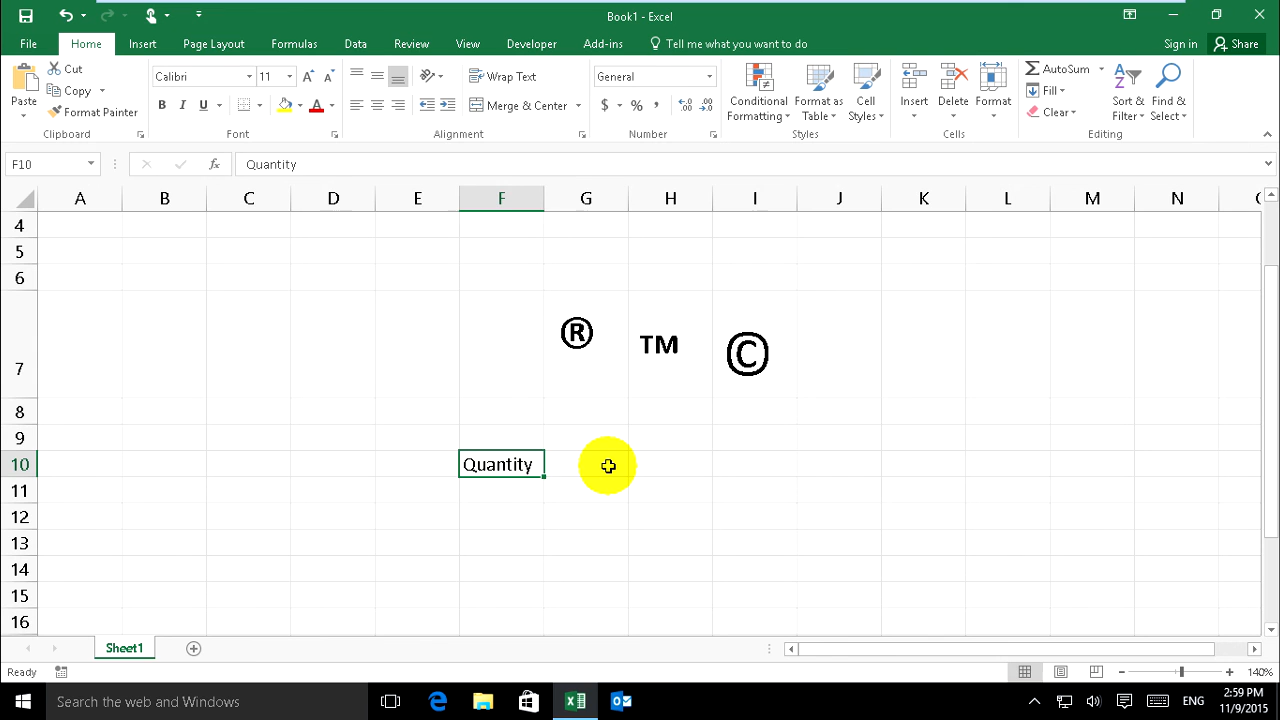 Book1 - Excel
File Home Insert Page Layout Formulas Data Review View Developer Add-ins Tell me what you want to do Sign in Share
Paste
Cut
Copy
Format Painter
Clipboard
Calibri 11
B I U
Font
Wrap Text
Merge & Center
Alignment
General
$ % ,
Number
Conditional Formatting
Format as Table
Cell Styles
Styles
Insert Delete Format
Cells
AutoSum
Fill
Clear
Sort & Filter
Find & Select
Editing
F10 fx Quantity
A B C D E F G H I J K L M N
4
5
6
7 ® ™ ©
8
9
10 Quantity
11
12
13
14
15
16
Sheet1
Ready 140%
Search the web and Windows ENG 2:59 PM
11/9/2015